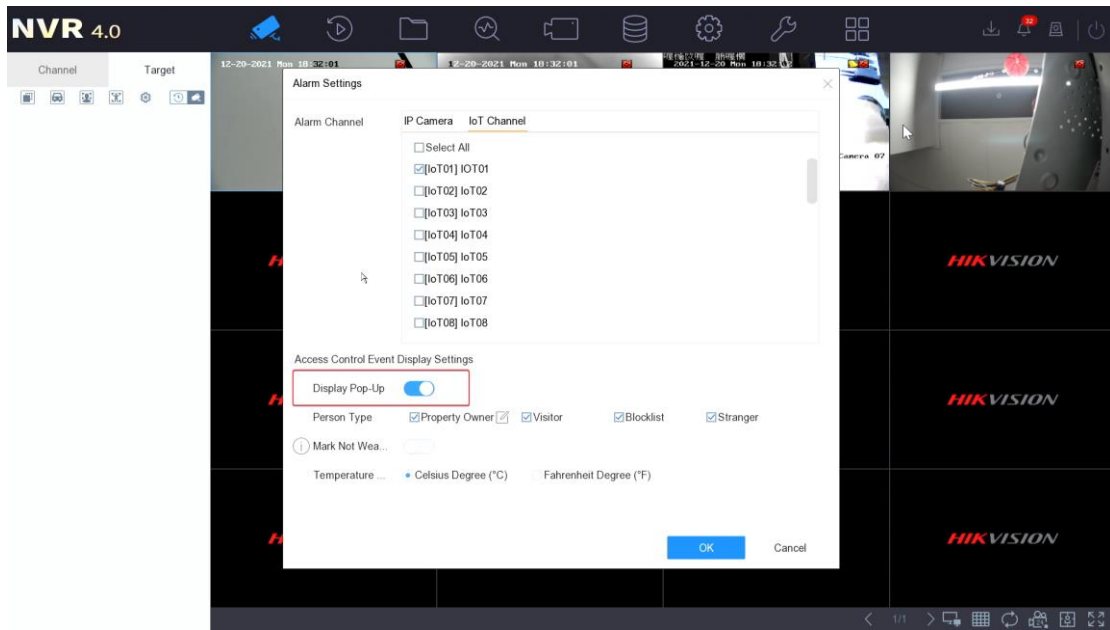 NVR 4.0
32
Channel
Target
12-20-2021 Mon 18:32:01
12-20-2021 Mon 18:32:01
2021-12-20 Mon 18:32
Alarm Settings
Alarm Channel
IP Camera
IoT Channel
Select All
[IoT01] IOT01
[IoT02] IoT02
[IoT03] IoT03
[IoT04] IoT04
[IoT05] IoT05
[IoT06] IoT06
[IoT07] IoT07
[IoT08] IoT08
Camera 07
HIKVISION
Access Control Event Display Settings
Display Pop-Up
HIKVISION
Person Type
Property Owner
Visitor
Blocklist
Stranger
Mark Not Wea...
Temperature ...
Celsius Degree (°C)
Fahrenheit Degree (°F)
HIKVISION
OK
Cancel
1/1